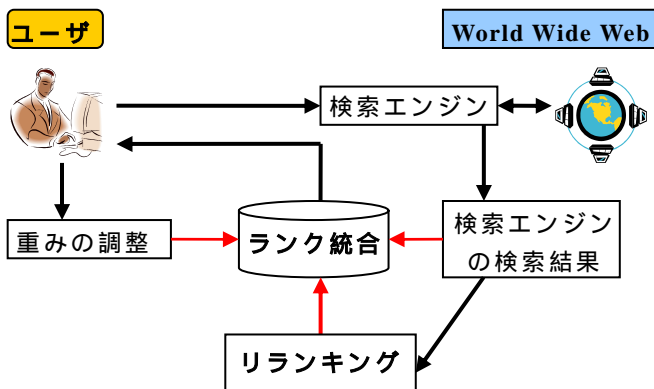 ユーザ
World Wide Web
検索エンジン
重みの調整
ランク統合
検索エンジン
の検索結果
リランキング